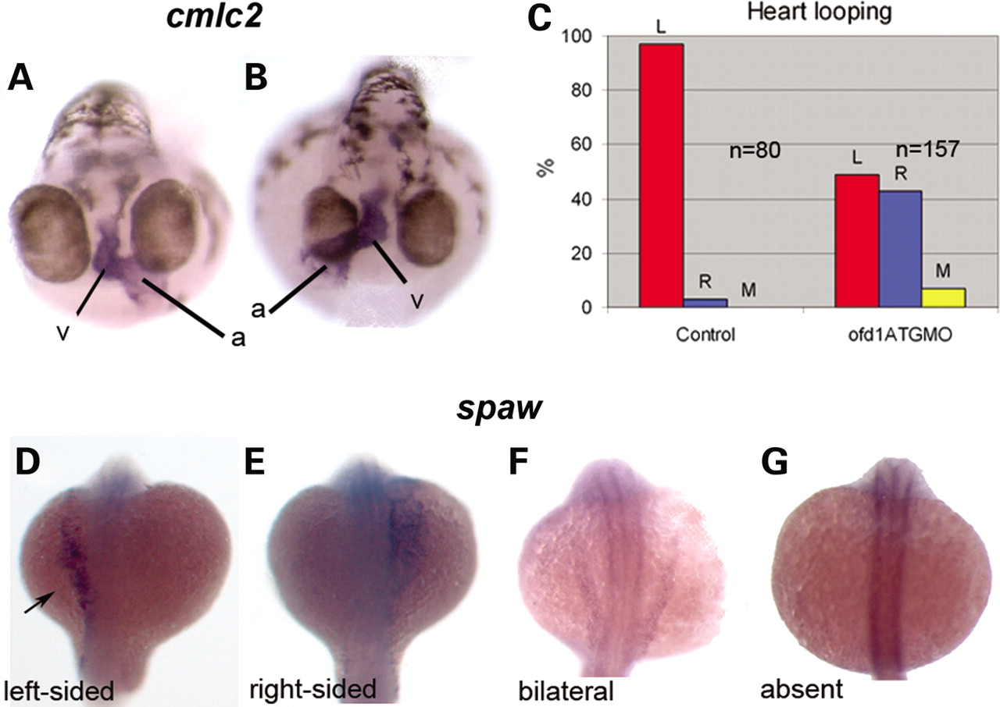 cmlc2
A
B
v
a
a
v
C
Heart looping
%
100
80
60
40
20
0
L
R
M
n=80
L
R
M
n=157
Control
ofd1ATGMO
spaw
D
left-sided
E
right-sided
F
bilateral
G
absent